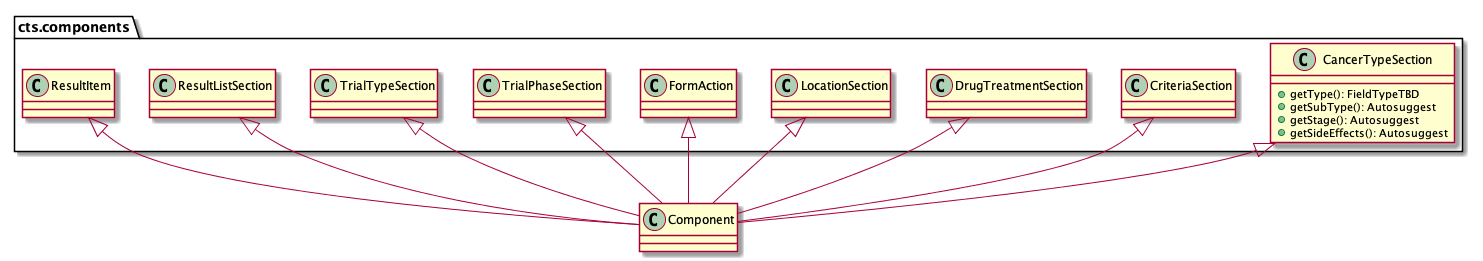 cts.components
C ResultItem
C ResultListSection
C TrialTypeSection
C TrialPhaseSection
C FormAction
C LocationSection
C DrugTreatmentSection
C CriteriaSection
C CancerTypeSection
getType(): FieldTypeTBD
getSubType(): Autosuggest
getStage(): Autosuggest
getSideEffects(): Autosuggest
C Component